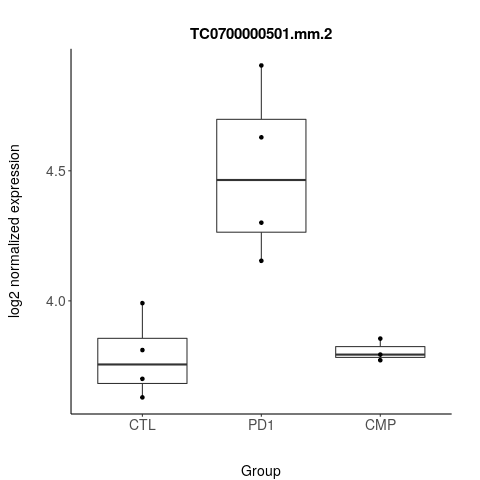 TC0700000501.mm.2
log2 normalized expression
4.5
4.0
CTL PD1 CMP
Group